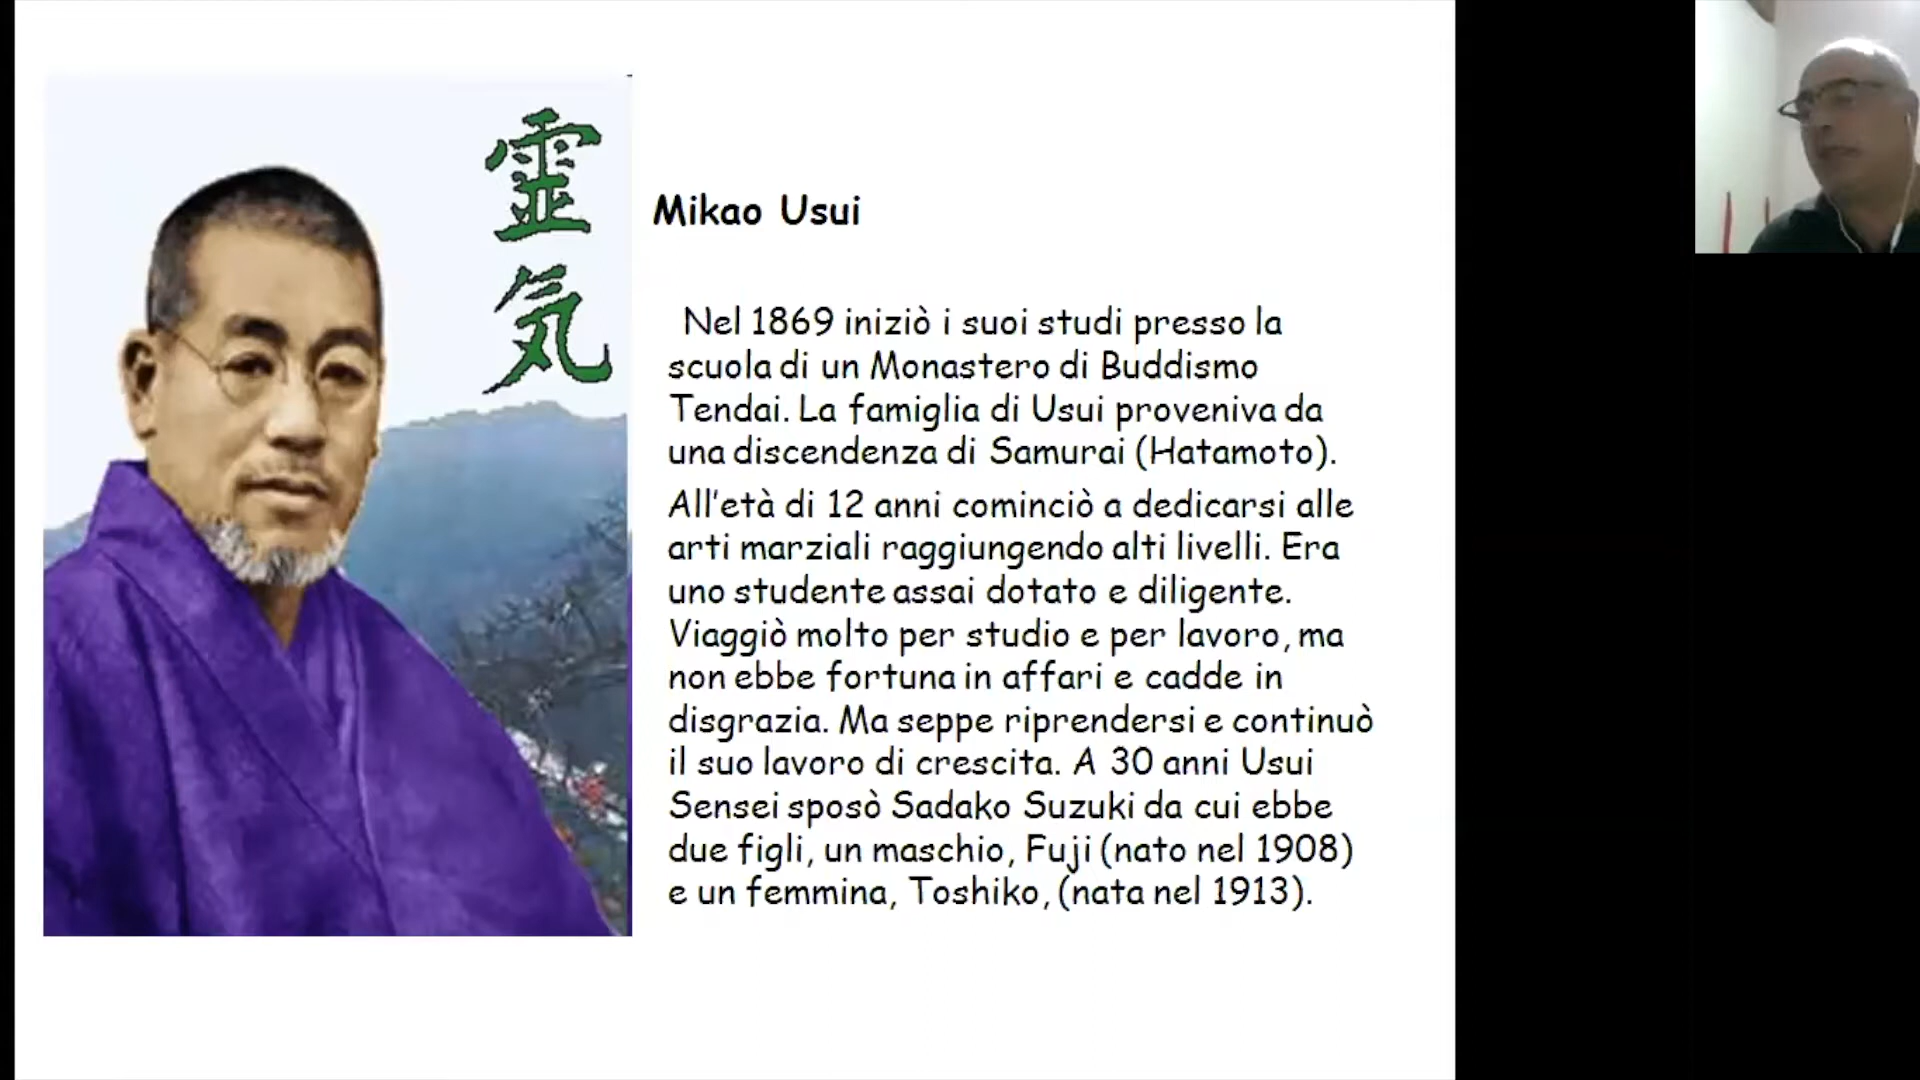 靈
気
Mikao Usui
Nel 1869 iniziò i suoi studi presso la
scuola di un Monastero di Buddismo
Tendai. La famiglia di Usui proveniva da
una discendenza di Samurai (Hatamoto).
All'età di 12 anni cominciò a dedicarsi alle
arti marziali raggiungendo alti livelli. Era
uno studente assai dotato e diligente.
Viaggiò molto per studio e per lavoro, ma
non ebbe fortuna in affari e cadde in
disgrazia. Ma seppe riprendersi e continuò
il suo lavoro di crescita. A 30 anni Usui
Sensei sposò Sadako Suzuki da cui ebbe
due figli, un maschio, Fuji (nato nel 1908)
e un femmina, Toshiko, (nata nel 1913).